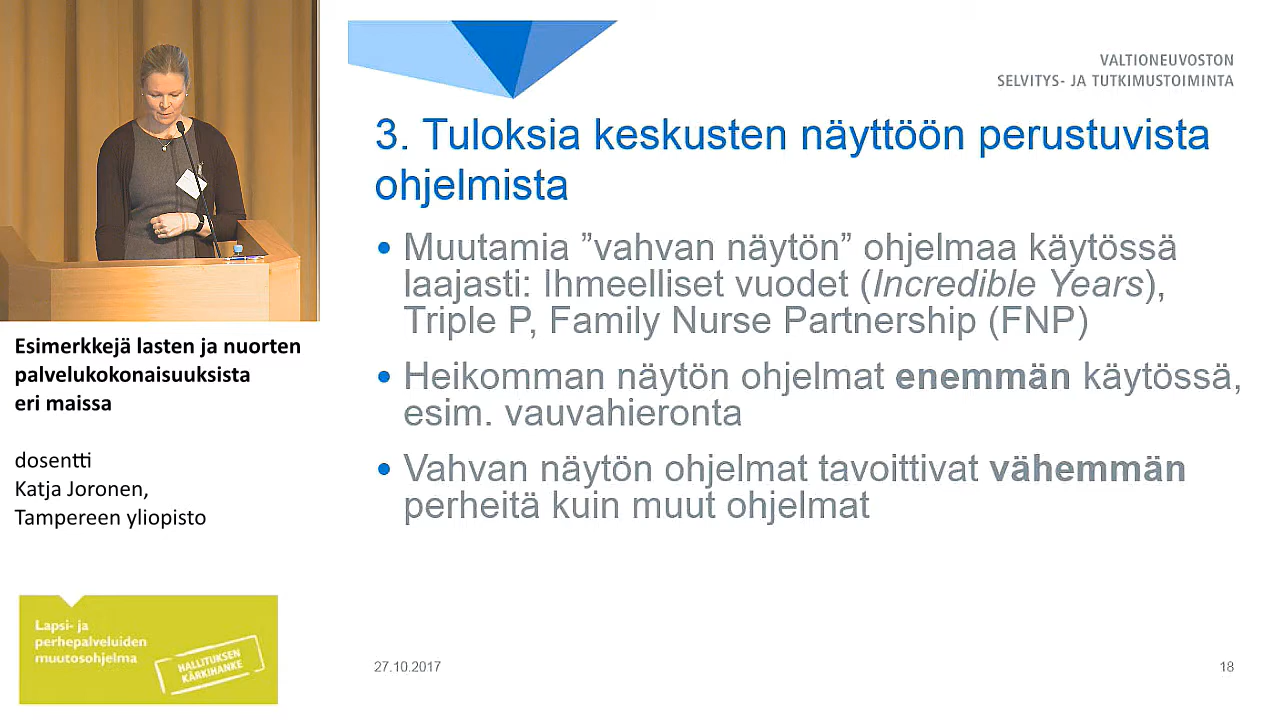 VALTIONEUVOSTON
SELVITYS- JA TUTKIMUSTOIMINTA
3. Tuloksia keskusten näyttöön perustuvista
ohjelmista
• Muutamia ”vahvan näytön” ohjelmaa käytössä
laajasti: Ihmeelliset vuodet (Incredible Years),
Triple P, Family Nurse Partnership (FNP)
• Heikomman näytön ohjelmat enemmän käytössä,
esim. vauvahieronta
• Vahvan näytön ohjelmat tavoittivat vähemmän
perheitä kuin muut ohjelmat
27.10.2017
18
Esimerkkejä lasten ja nuorten
palvelukokonaisuuksista
eri maissa
dosentti
Katja Joronen,
Tampereen yliopisto
Lapsi- ja
perhepalveluiden
muutosohjelma
HALLITUKSEN
KÄRKIHANKE